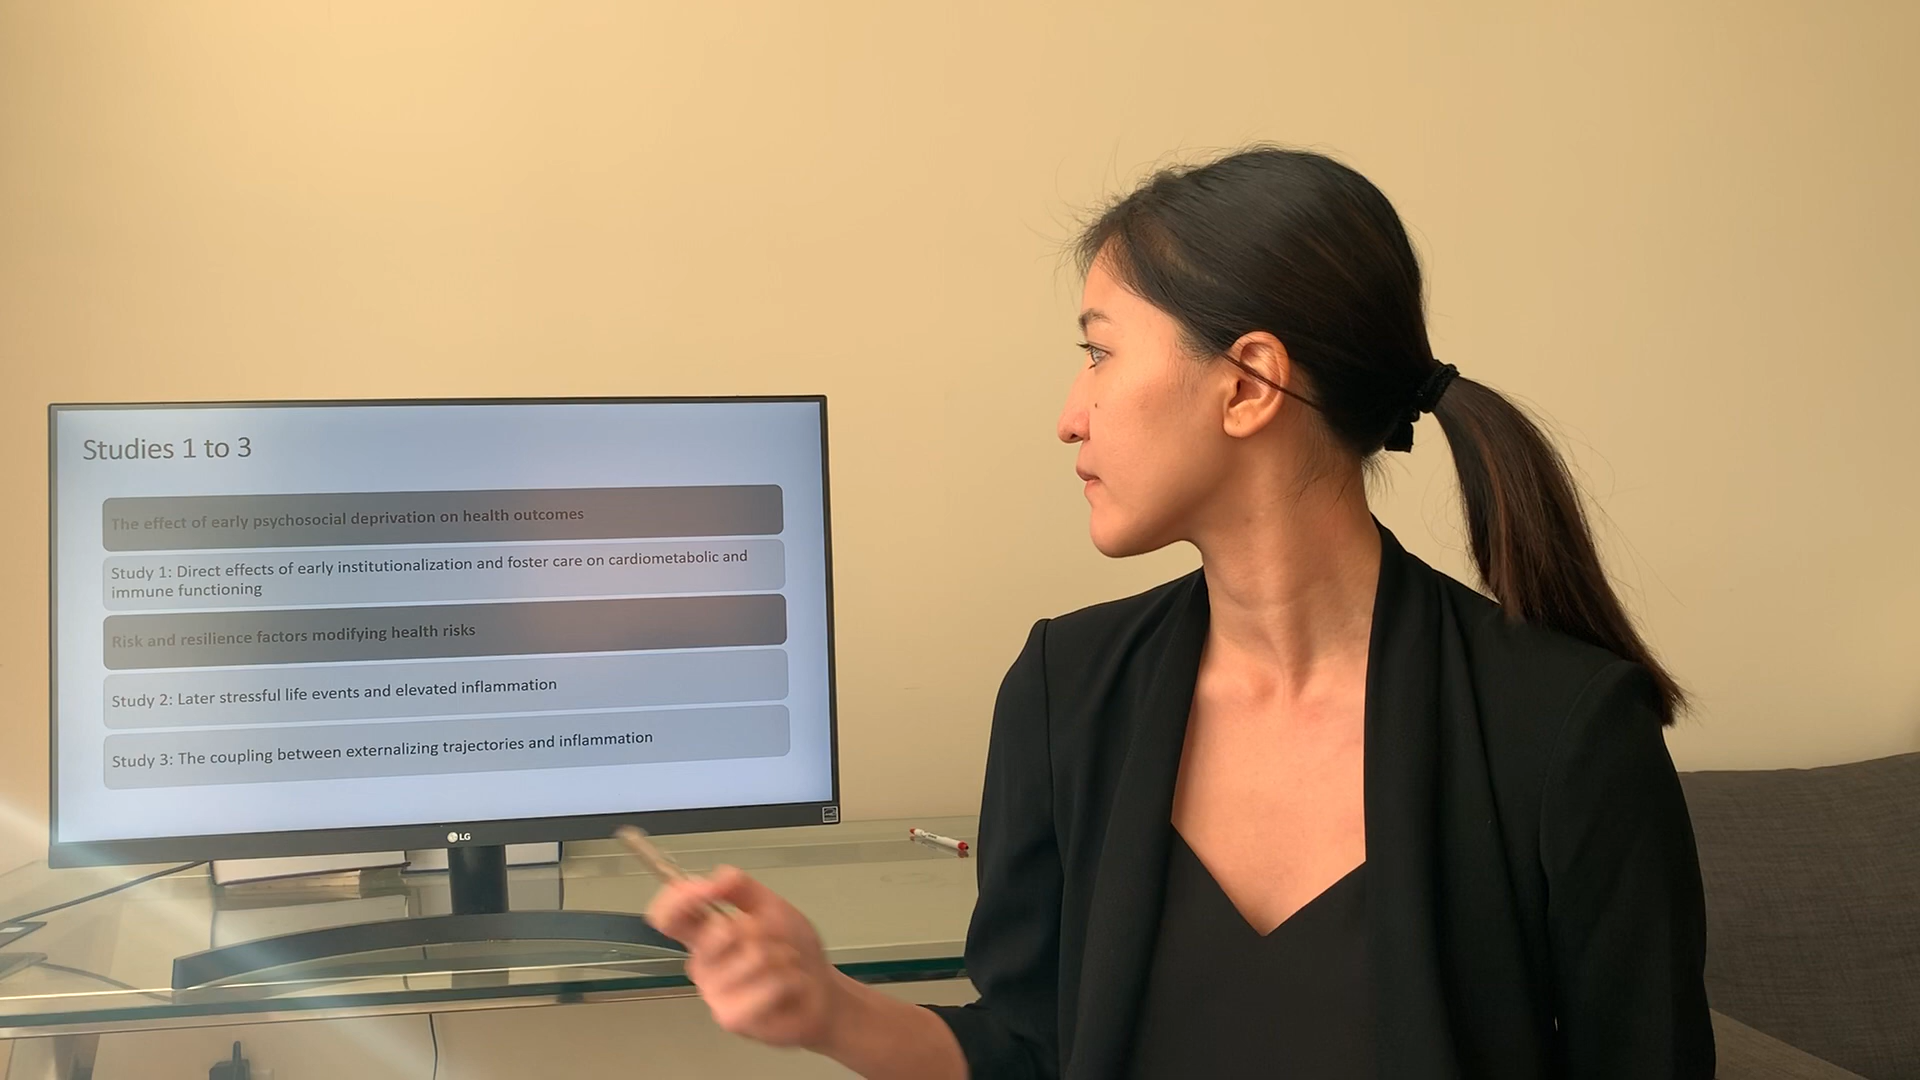 Studies 1 to 3
The effect of early psychosocial deprivation on health outcomes
Study 1: Direct effects of early institutionalization and foster care on cardiometabolic and
immune functioning
Risk and resilience factors modifying health risks
Study 2: Later stressful life events and elevated inflammation
Study 3: The coupling between externalizing trajectories and inflammation
LG